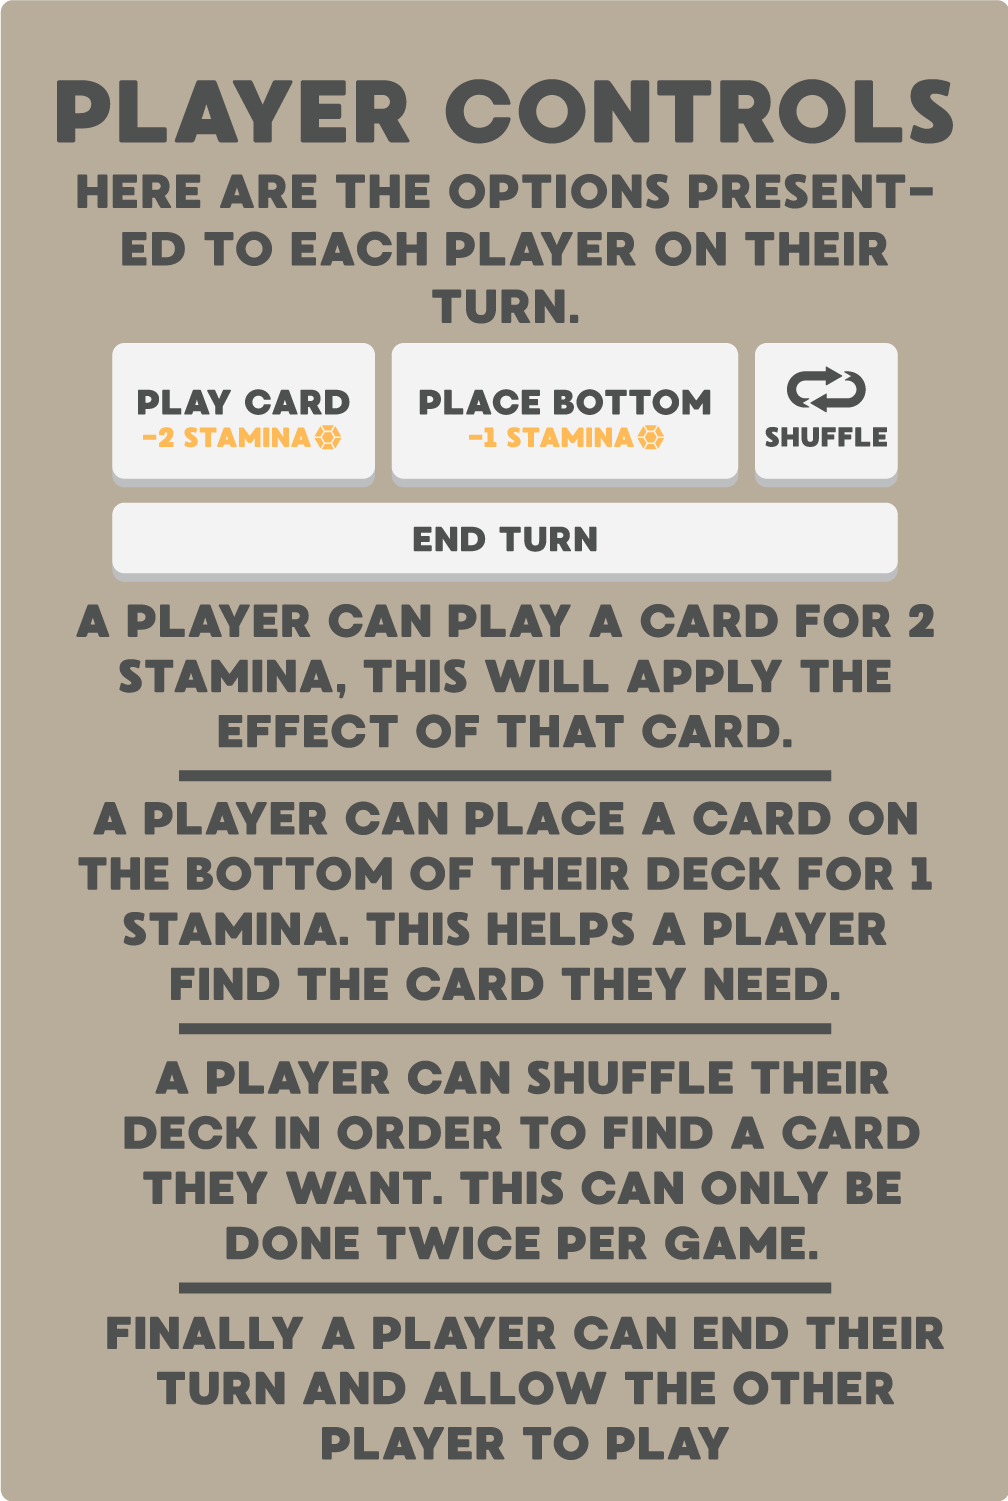 PLAYER CONTROLS
HERE ARE THE OPTIONS PRESENT-
ED TO EACH PLAYER ON THEIR
TURN.
PLAY CARD
-2 STAMINA
PLACE BOTTOM
-1 STAMINA
SHUFFLE
END TURN
A PLAYER CAN PLAY A CARD FOR 2
STAMINA, THIS WILL APPLY THE
EFFECT OF THAT CARD.
A PLAYER CAN PLACE A CARD ON
THE BOTTOM OF THEIR DECK FOR 1
STAMINA. THIS HELPS A PLAYER
FIND THE CARD THEY NEED.
A PLAYER CAN SHUFFLE THEIR
DECK IN ORDER TO FIND A CARD
THEY WANT. THIS CAN ONLY BE
DONE TWICE PER GAME.
FINALLY A PLAYER CAN END THEIR
TURN AND ALLOW THE OTHER
PLAYER TO PLAY